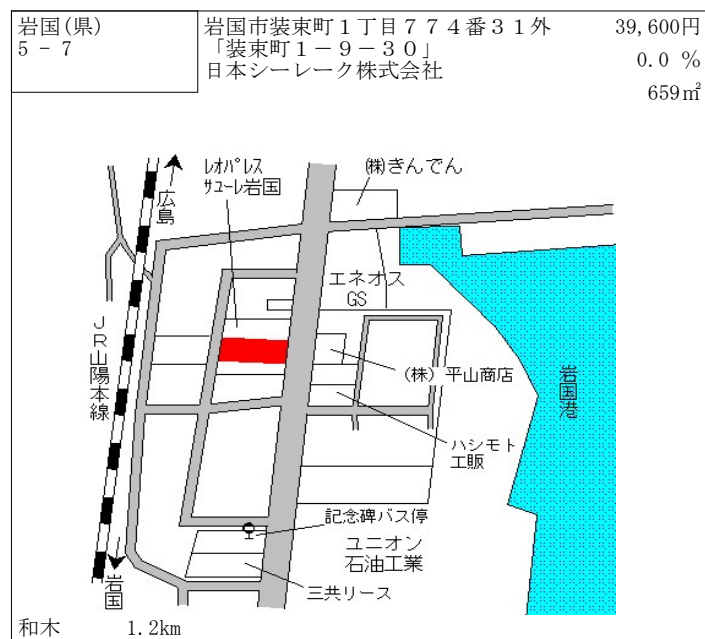 岩国(県)
5 - 7
岩国市装束町１丁目７７４番３１外
「装束町１－９－３０」
日本シーレーク株式会社
39,600円
0.0 %
659㎡
ﾚｵﾊﾟﾚｽ
ｻﾕｰﾚ岩国
(株)きんでん
広島
エネオス
GS
ＪＲ山陽本線
(株) 平山商店
岩国港
ハシモト
工販
記念碑バス停
ユニオン
石油工業
岩国
三共リース
和木 1.2km